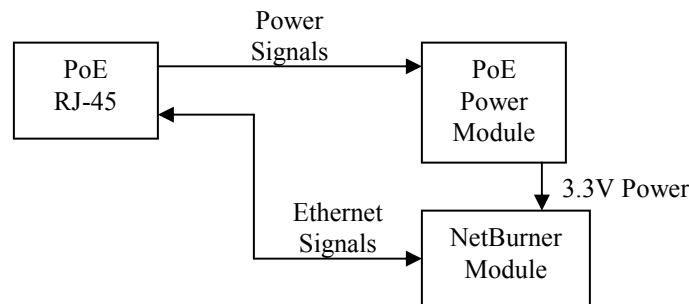 Power
Signals
PoE
RJ-45
PoE
Power
Module
3.3V Power
Ethernet
Signals
NetBurner
Module